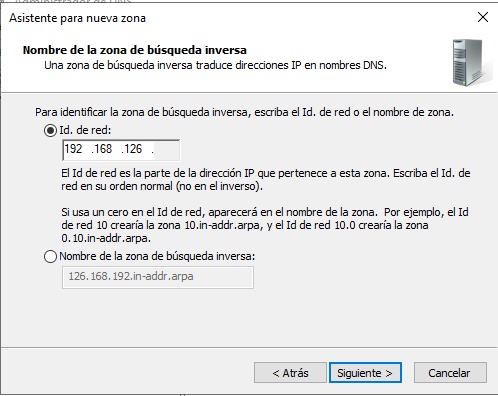 Administrador de DNS
Asistente para nueva zona
Nombre de la zona de búsqueda inversa
Una zona de búsqueda inversa traduce direcciones IP en nombres DNS.
Para identificar la zona de búsqueda inversa, escriba el Id. de red o el nombre de zona.
Id. de red:
192 .168 .126 .
El Id de red es la parte de la dirección IP que pertenece a esta zona. Escriba el Id. de
red en su orden normal (no en el inverso).
Si usa un cero en el Id de red, aparecerá en el nombre de la zona. Por ejemplo, el Id
de red 10 crearía la zona 10.in-addr.arpa, y el Id de red 10.0 crearía la zona
0.10.in-addr.arpa.
Nombre de la zona de búsqueda inversa:
126.168.192.in-addr.arpa
< Atrás
Siguiente >
Cancelar